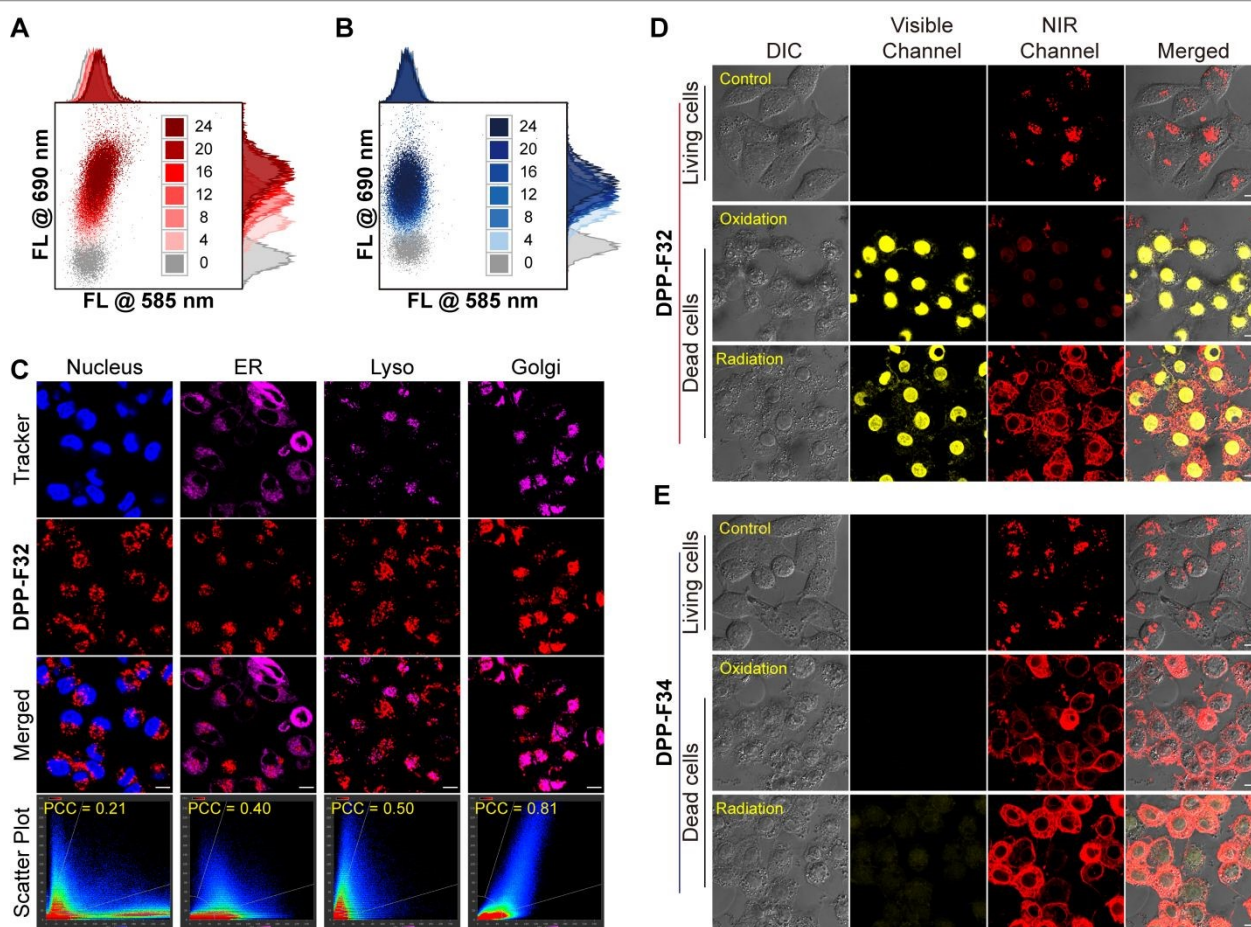 A
FL @ 690 nm
24
20
16
12
8
4
0
FL @ 585 nm
B
FL @ 690 nm
24
20
16
12
8
4
0
FL @ 585 nm
C
Nucleus ER Lyso Golgi
Tracker
DPP-F32
Merged
Scatter Plot
PCC = 0.21 PCC = 0.40 PCC = 0.50 PCC = 0.81
D
DIC Visible Channel NIR Channel Merged
DPP-F32
Living cells
Control
Dead cells
Oxidation
Radiation
E
DPP-F34
Living cells
Control
Dead cells
Oxidation
Radiation